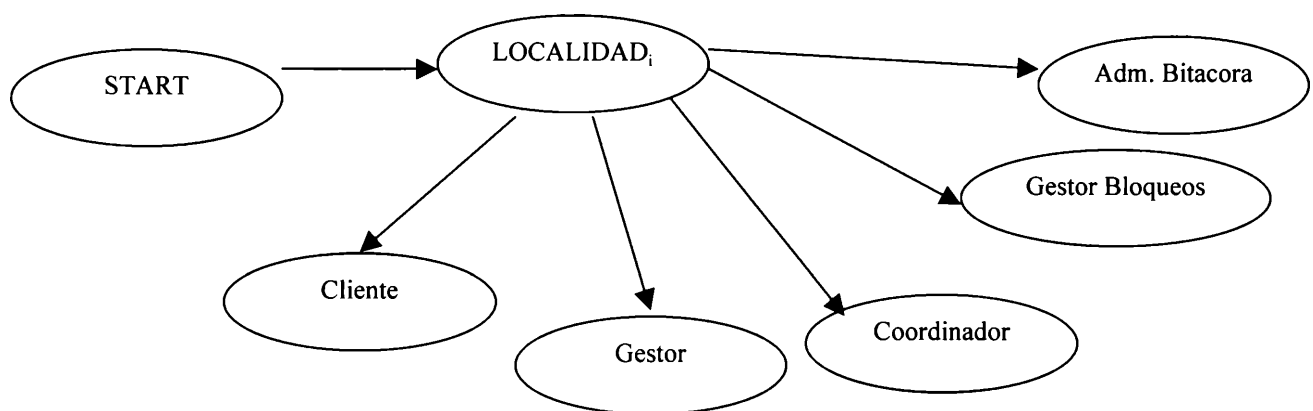 START
LOCALIDADi
Adm. Bitacora
Gestor Bloqueos
Cliente
Gestor
Coordinador